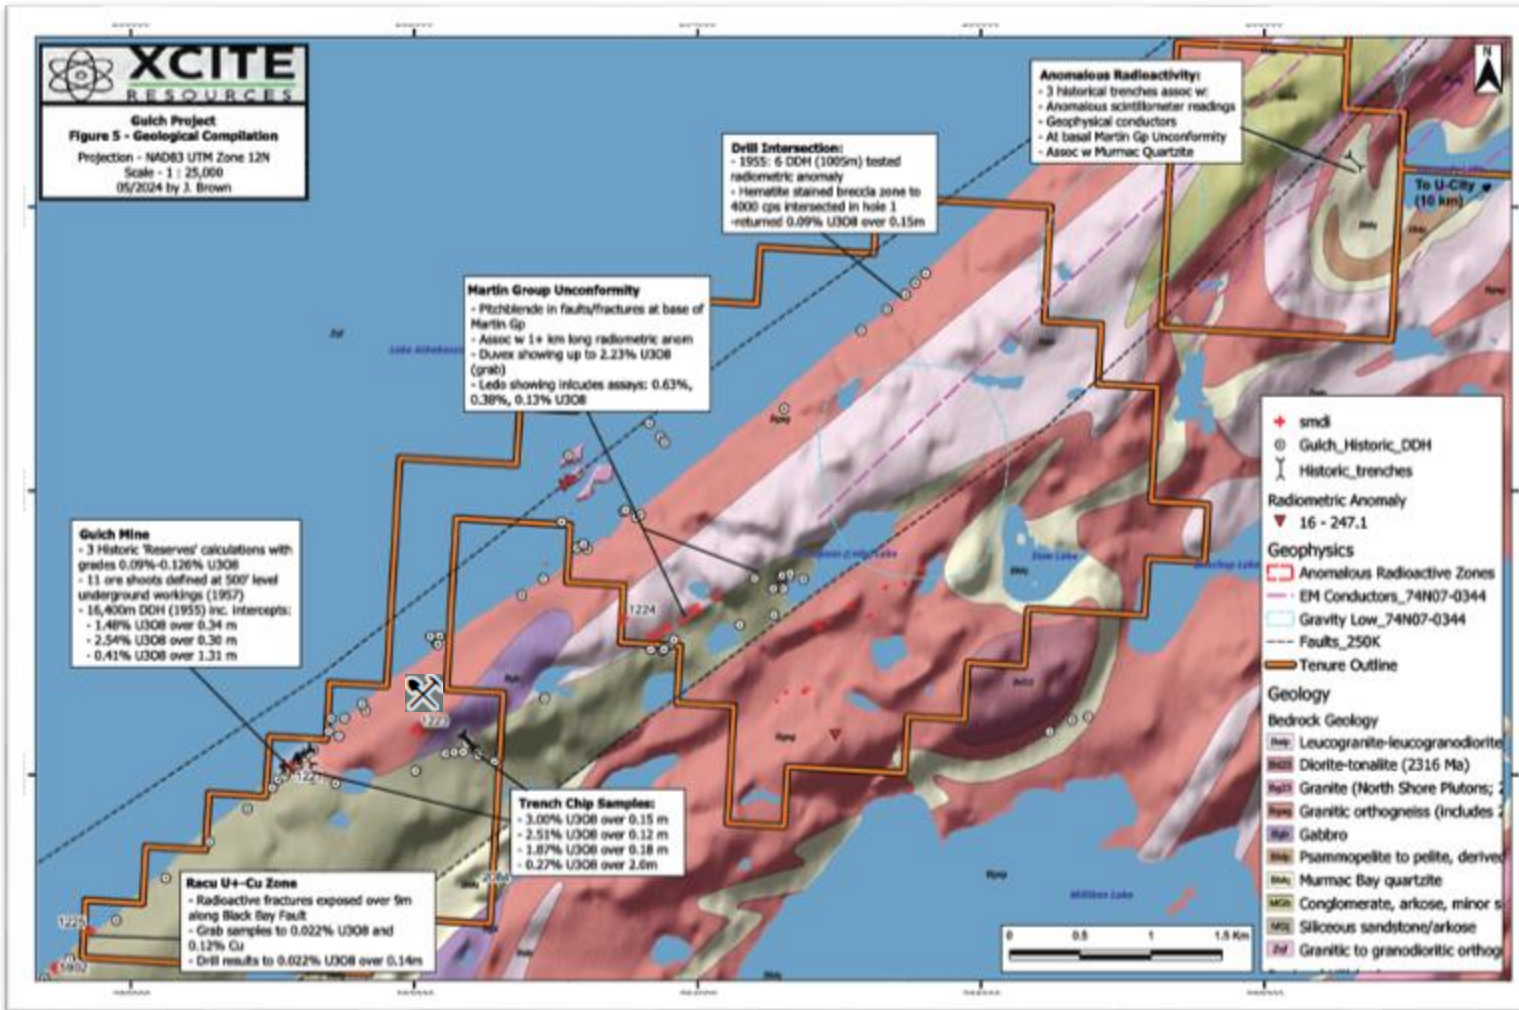 XCITE
RESOURCES
Gulch Project
Figure 5 - Geological Compilation
Projection - NAD83 UTM Zone 12N
Scale - 1 : 25,000
05/2024 by J. Brown
Anomalous Radioactivity:
- 3 historical trenches assoc w:
- Anomalous scintillometer readings
- Geophysical conductors
- At basal Martin Gp Unconformity
- Assoc w Murmac Quartzite
N
To U-City
(10 km)
Drill Intersection:
- 1955: 6 DDH (1005m) tested
radiometric anomaly
- Hematite stained breccia zone to
4000 cps intersected in hole 1
-returned 0.09% U3O8 over 0.15m
Martin Group Unconformity
- Pitchblende in faults/fractures at base of
Martin Gp
- Assoc w 1+ km long radiometric anom
- Duvex showing up to 2.23% U3O8
(grab)
- Ledo showing inlcudes assays: 0.63%,
0.38%, 0.13% U3O8
Gulch Mine
- 3 Historic 'Reserves' calculations with
grades 0.09%-0.126% U3O8
- 11 ore shoots defined at 500' level
underground workings (1957)
- 16,400m DDH (1955) inc. intercepts:
- 1.48% U3O8 over 0.34 m
- 2.54% U3O8 over 0.30 m
- 0.41% U3O8 over 1.31 m
1224
1223
Trench Chip Samples:
- 3.00% U3O8 over 0.15 m
- 2.51% U3O8 over 0.12 m
- 1.87% U3O8 over 0.18 m
- 0.27% U3O8 over 2.0m
Racu U+-Cu Zone
- Radioactive fractures exposed over 9m
along Black Bay Fault
- Grab samples to 0.022% U3O8 and
0.12% Cu
- Drill results to 0.022% U3O8 over 0.14m
Milliken Lake
smdi
Gulch_Historic_DDH
Historic_trenches
Radiometric Anomaly
16 - 247.1
Geophysics
Anomalous Radioactive Zones
EM Conductors_74N07-0344
Gravity Low_74N07-0344
Faults_250K
Tenure Outline
Geology
Bedrock Geology
Leucogranite-leucogranodiorite
Diorite-tonalite (2316 Ma)
Granite (North Shore Plutons;
Granitic orthogneiss (includes
Gabbro
Psammopelite to pelite, derived
Murmac Bay quartzite
Conglomerate, arkose, minor s
Siliceous sandstone/arkose
Granitic to granodioritic orthog
0 0.5 1 1.5 Km